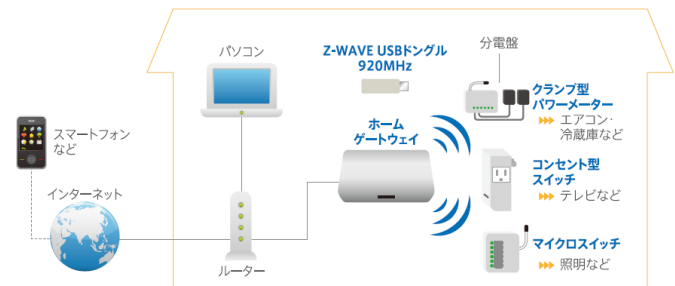 パソコン
Z-WAVE USBドングル
920MHz
分電盤
クランプ型
パワーメーター
エアコン・
冷蔵庫など
スマートフォン
など
ホーム
ゲートウェイ
コンセント型
スイッチ
テレビなど
インターネット
ルーター
マイクロスイッチ
照明など